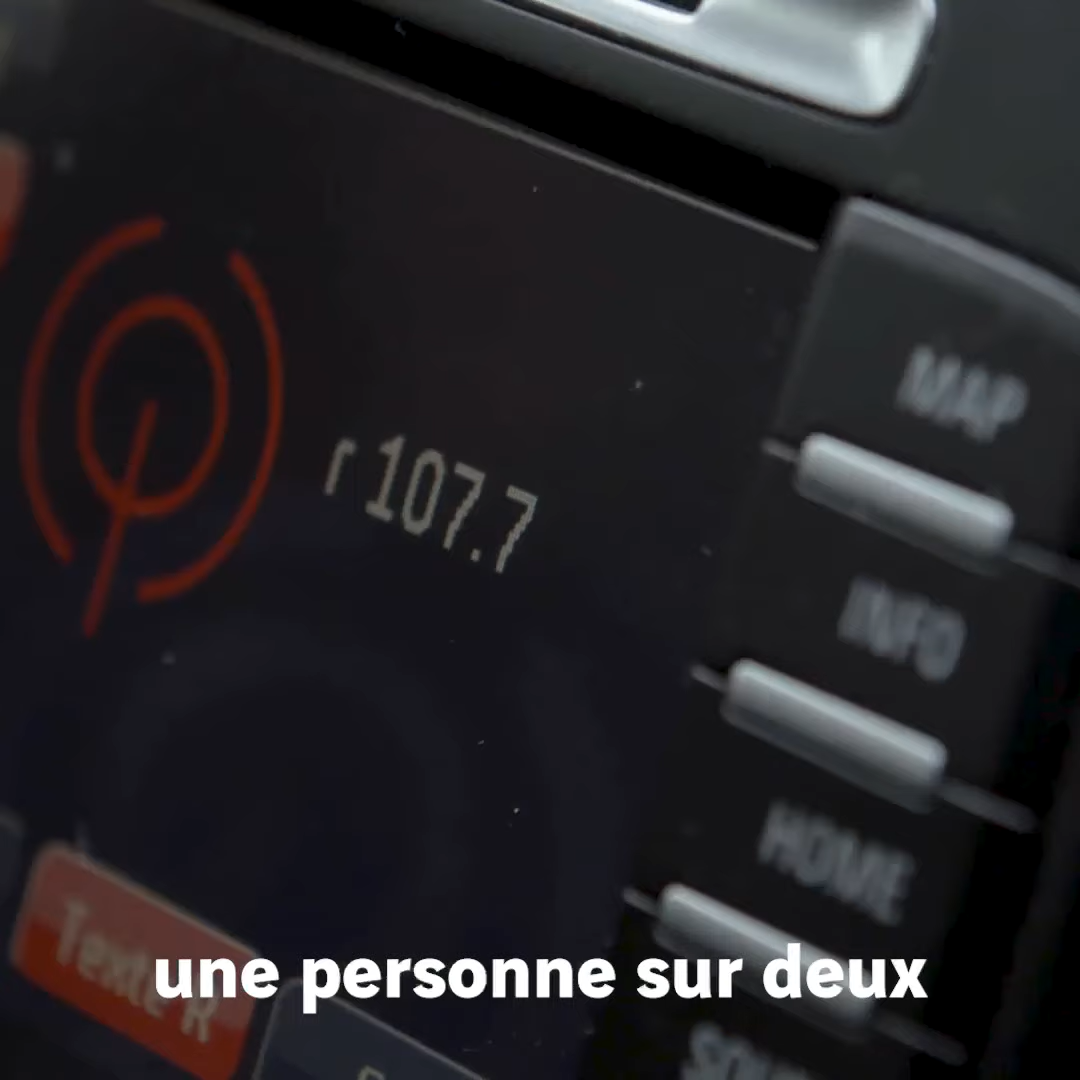 MAP
r 107.7
INFO
HOME
Texte R
une personne sur deux